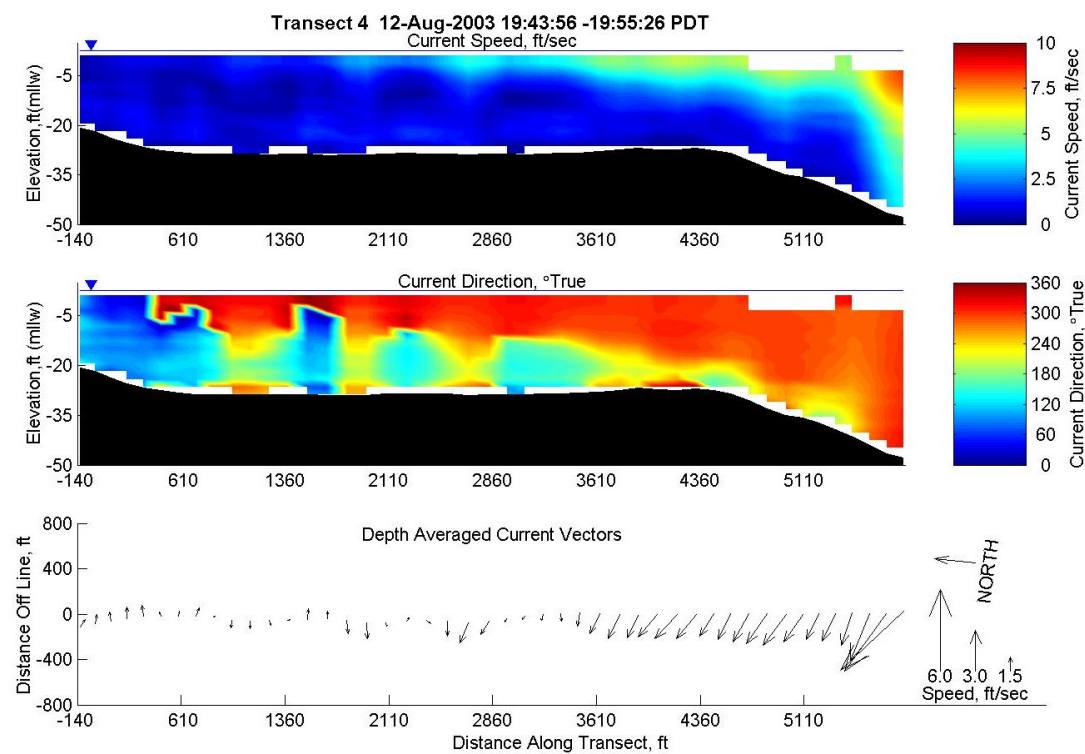 Transect 4 12-Aug-2003 19:43:56 -19:55:26 PDT
Current Speed, ft/sec
Elevation,ft(mllw)
-5
-20
-35
-50
-140 610 1360 2110 2860 3610 4360 5110
10
7.5
5
2.5
0
Current Speed, ft/sec
Current Direction, °True
Elevation,ft (mllw)
-5
-20
-35
-50
-140 610 1360 2110 2860 3610 4360 5110
360
300
240
180
120
60
0
Current Direction,°True
Depth Averaged Current Vectors
Distance Off Line, ft
800
400
0
-400
-800
-140 610 1360 2110 2860 3610 4360 5110
Distance Along Transect, ft
NORTH
6.0 3.0 1.5
Speed, ft/sec